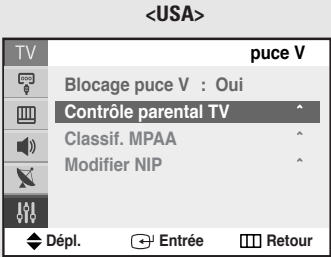 <USA>
TV puce V
Blocage puce V : Oui
Contrôle parental TV
Classif. MPAA
Modifier NIP
Dépl. Entrée Retour